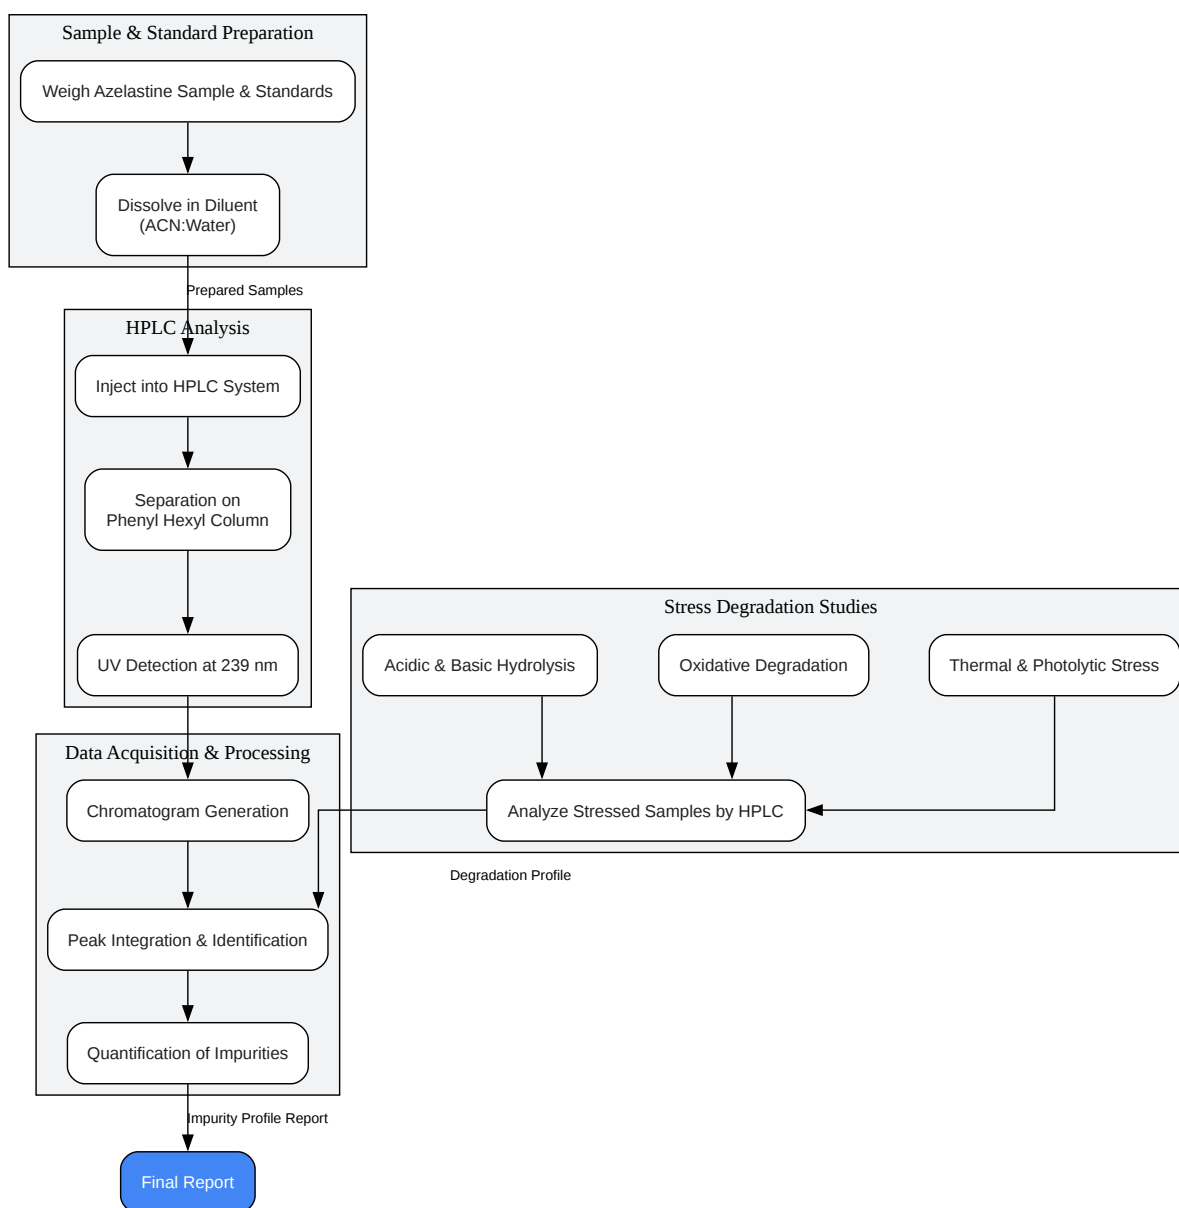 Sample & Standard Preparation
Weigh Azelastine Sample & Standards
Dissolve in Diluent
(ACN:Water)
Prepared Samples
HPLC Analysis
Inject into HPLC System
Separation on
Phenyl Hexyl Column
UV Detection at 239 nm
Stress Degradation Studies
Acidic & Basic Hydrolysis
Oxidative Degradation
Thermal & Photolytic Stress
Analyze Stressed Samples by HPLC
Degradation Profile
Data Acquisition & Processing
Chromatogram Generation
Peak Integration & Identification
Quantification of Impurities
Impurity Profile Report
Final Report